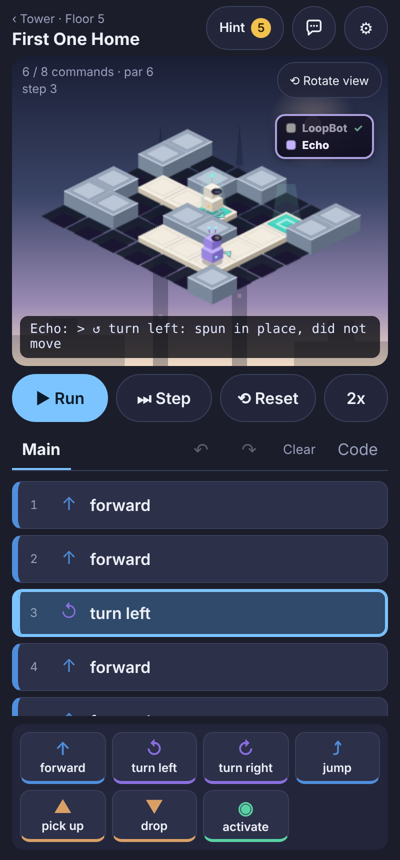 ‹ Tower · Floor 5
First One Home
Hint 5
6 / 8 commands · par 6
step 3
Rotate view
LoopBot ✓
Echo
Echo: > ↺ turn left: spun in place, did not
move
Run
Step
Reset
2x
Main
Clear
Code
1 forward
2 forward
3 turn left
4 forward
forward
turn left
turn right
jump
pick up
drop
activate